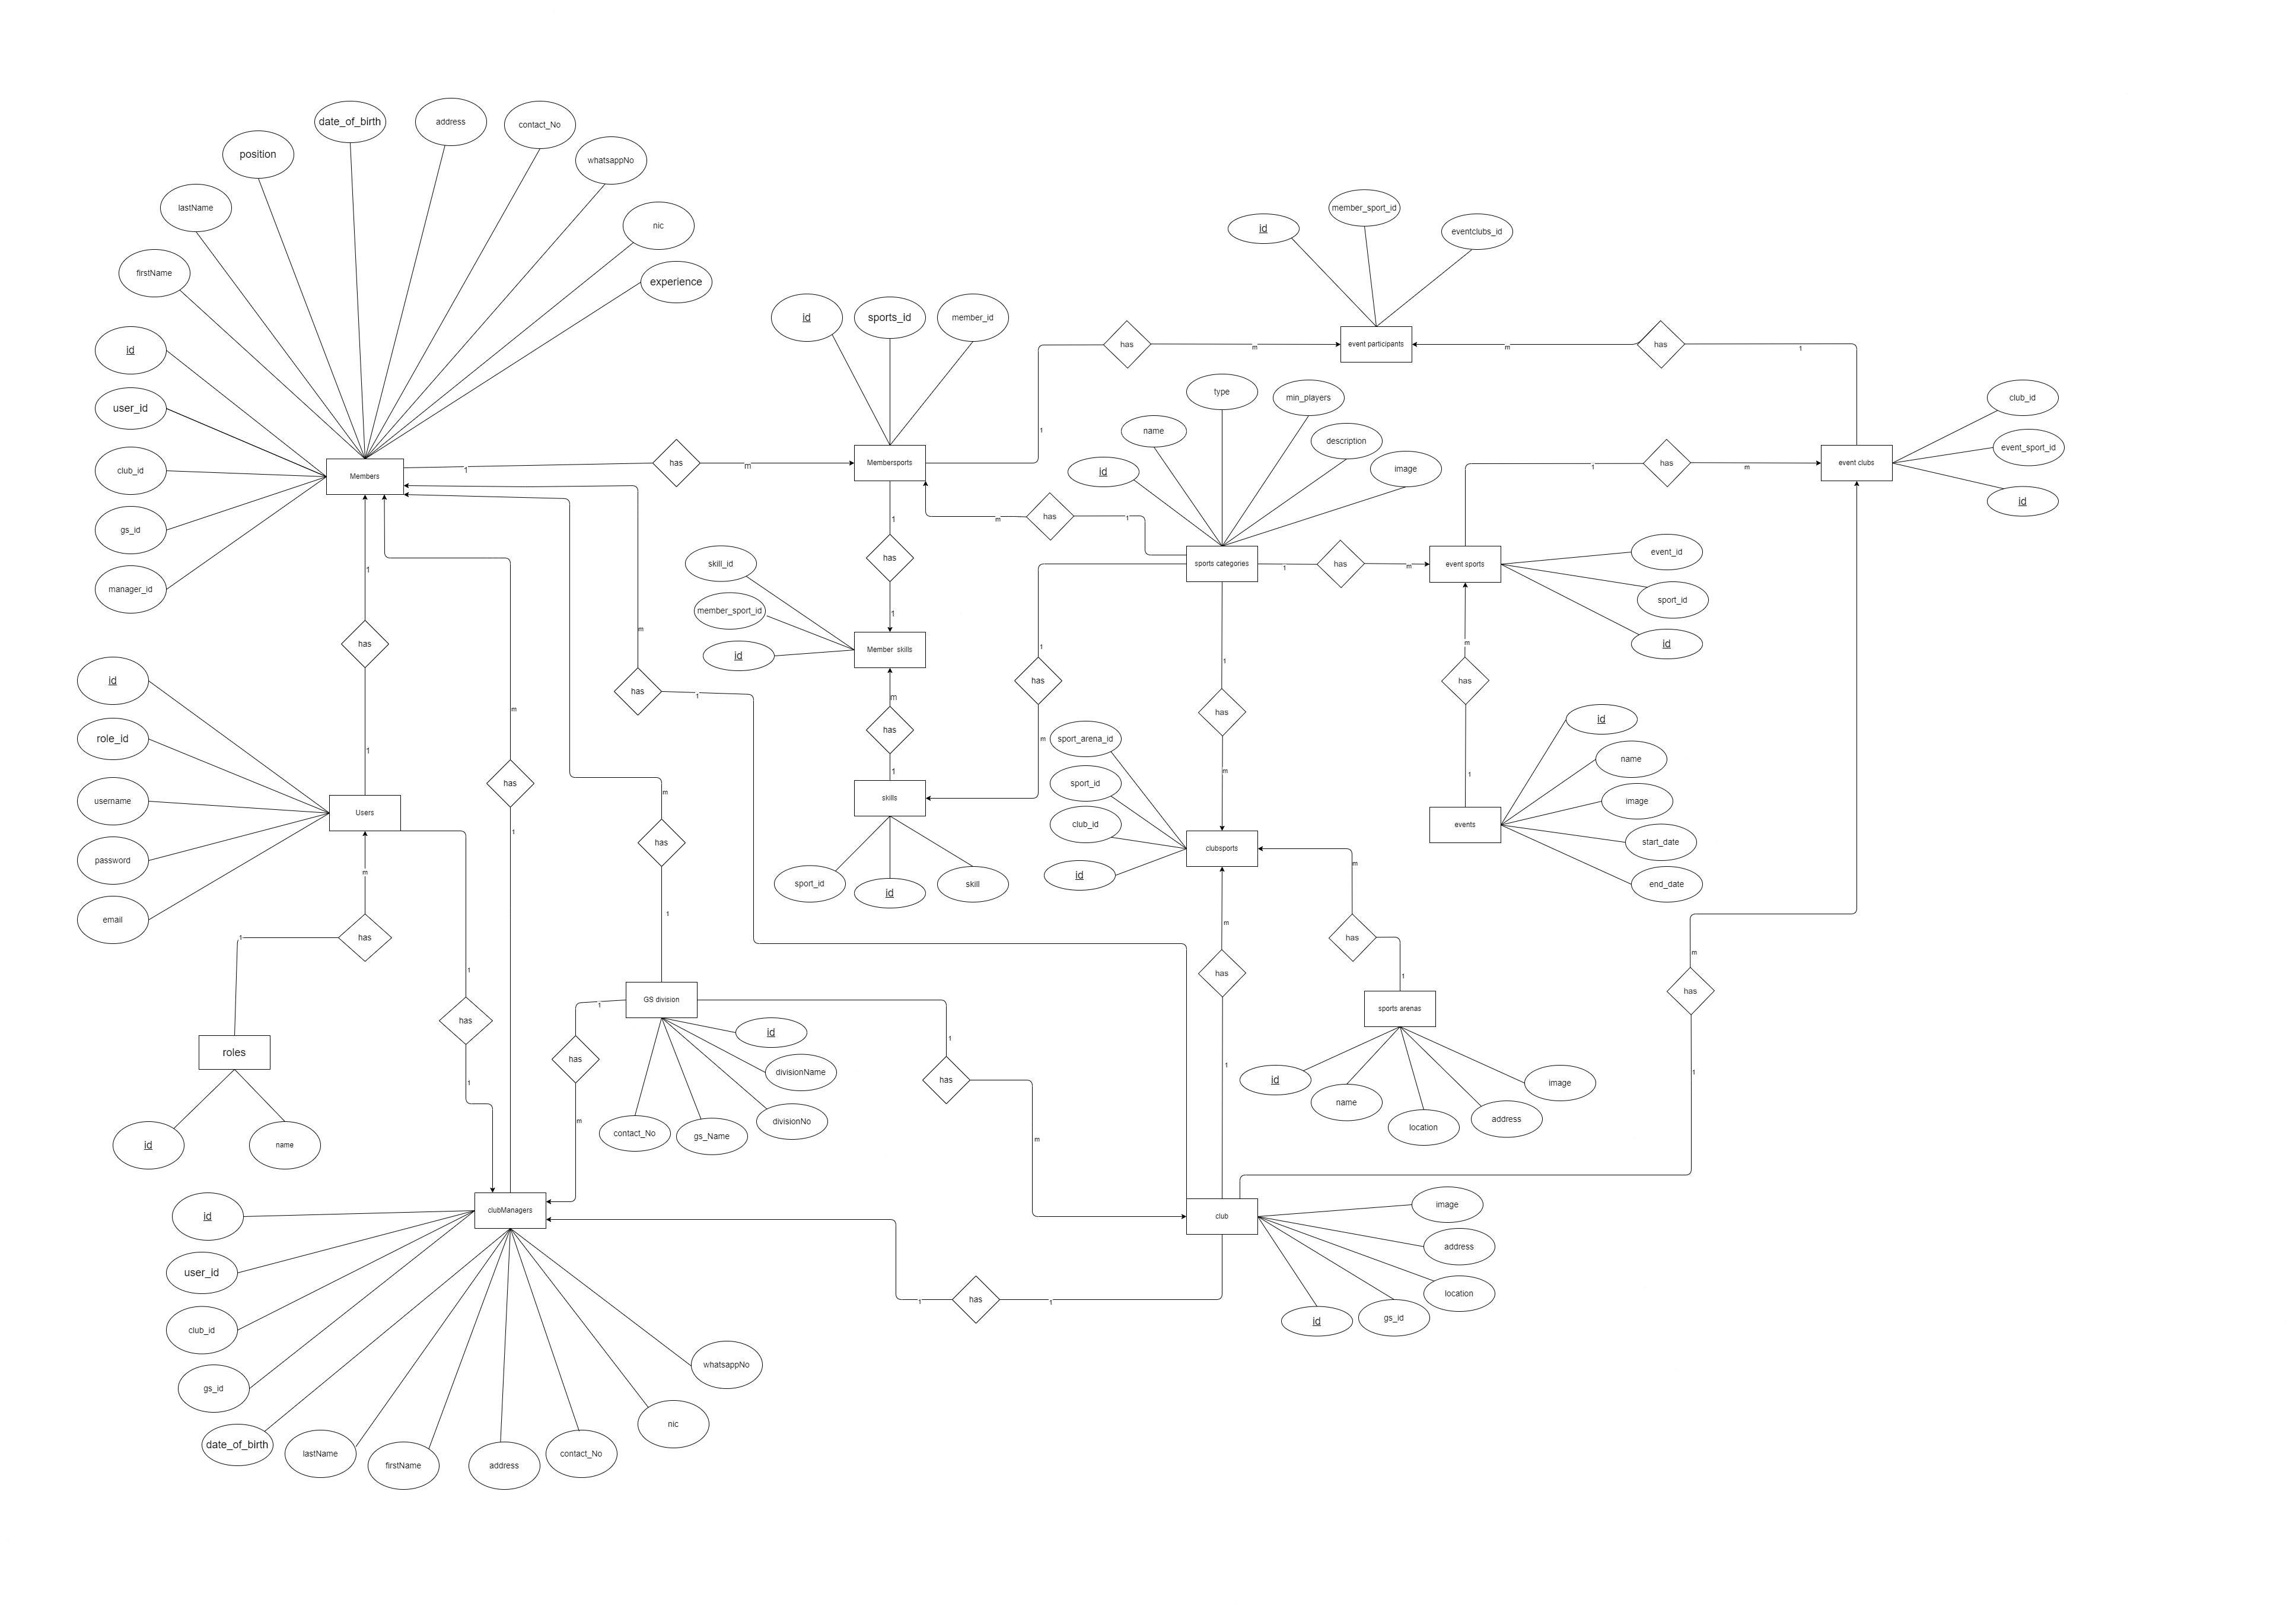 date_of_birth
address
contact_No
position
whatsappNo
lastName
nic
firstName
experience
id
user_id
club_id
gs_id
manager_id
Members
1
has
m
id
sports_id
member_id
Membersports
1
has
m
id
member_sport_id
eventclubs_id
event participants
m
has
1
type
min_players
name
description
id
image
sports categories
m
has
1
1
has
m
event sports
1
has
m
club_id
event_sport_id
id
event clubs
event_id
sport_id
id
1
has
1
skill_id
member_sport_id
id
Member skills
m
has
1
skills
sport_id
id
skill
1
has
m
1
has
m
sport_arena_id
sport_id
club_id
id
clubsports
m
has
1
events
id
name
image
start_date
end_date
1
has
1
m
has
1
m
has
1
m
has
1
id
role_id
username
password
email
Users
m
has
1
roles
id
name
1
has
1
GS division
id
divisionName
divisionNo
gs_Name
contact_No
1
has
m
1
has
m
m
has
1
m
has
1
sports arenas
id
name
location
address
image
m
has
1
clubManagers
id
user_id
club_id
gs_id
date_of_birth
lastName
firstName
address
contact_No
nic
whatsappNo
1
has
1
club
image
address
location
gs_id
id